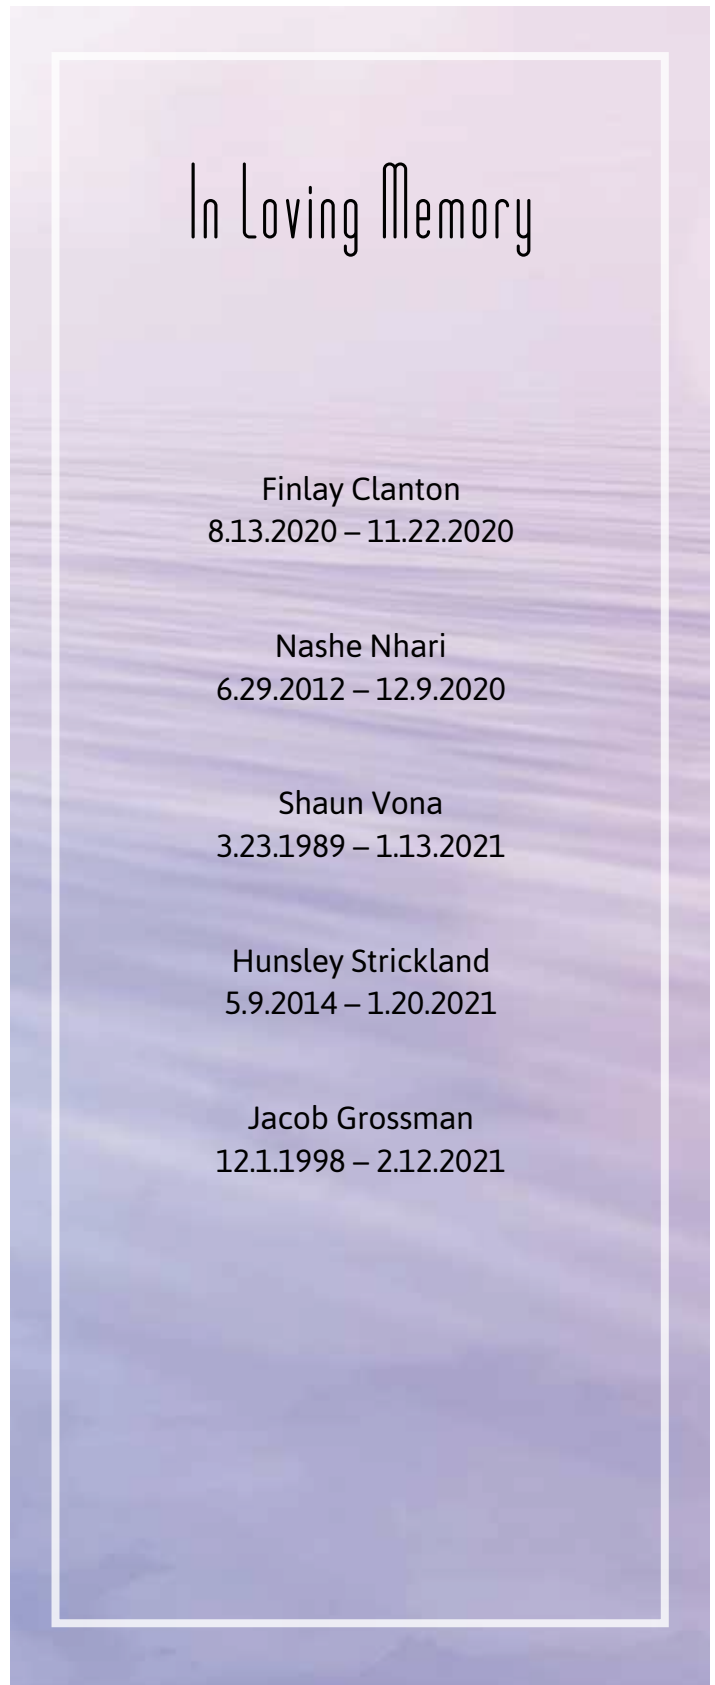 In Loving Memory
Finlay Clanton
8.13.2020 – 11.22.2020
Nashe Nhari
6.29.2012 – 12.9.2020
Shaun Vona
3.23.1989 – 1.13.2021
Hunsley Strickland
5.9.2014 – 1.20.2021
Jacob Grossman
12.1.1998 – 2.12.2021